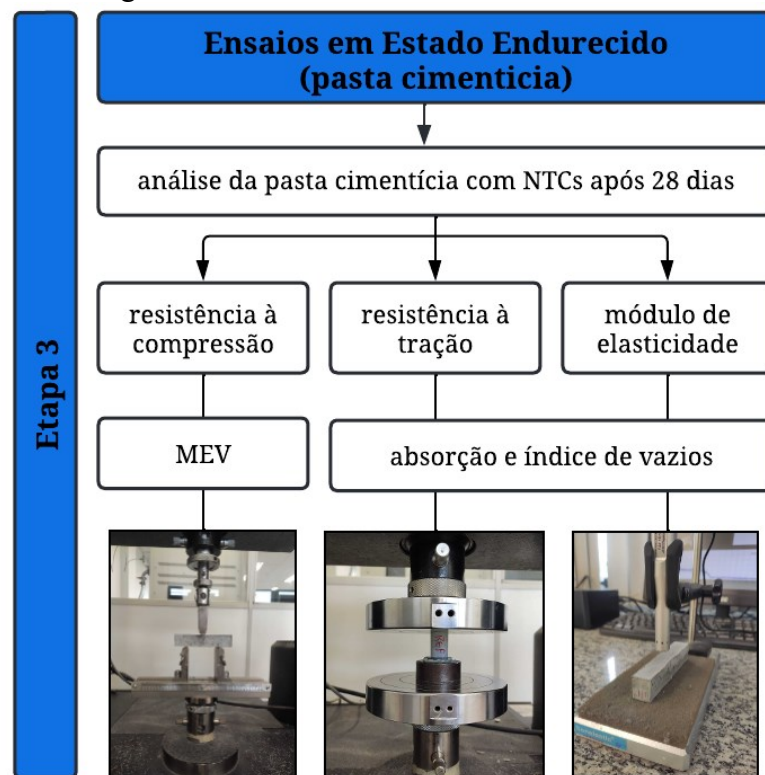 Ensaios em Estado Endurecido
(pasta cimenticia)
análise da pasta cimentícia com NTCs após 28 dias
resistência à
compressão
resistência à
tração
módulo de
elasticidade
Etapa 3
MEV
absorção e índice de vazios